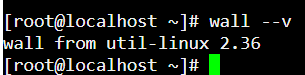 [root@localhost ~]# wall --v
wall from util-linux 2.36
[root@localhost ~]#